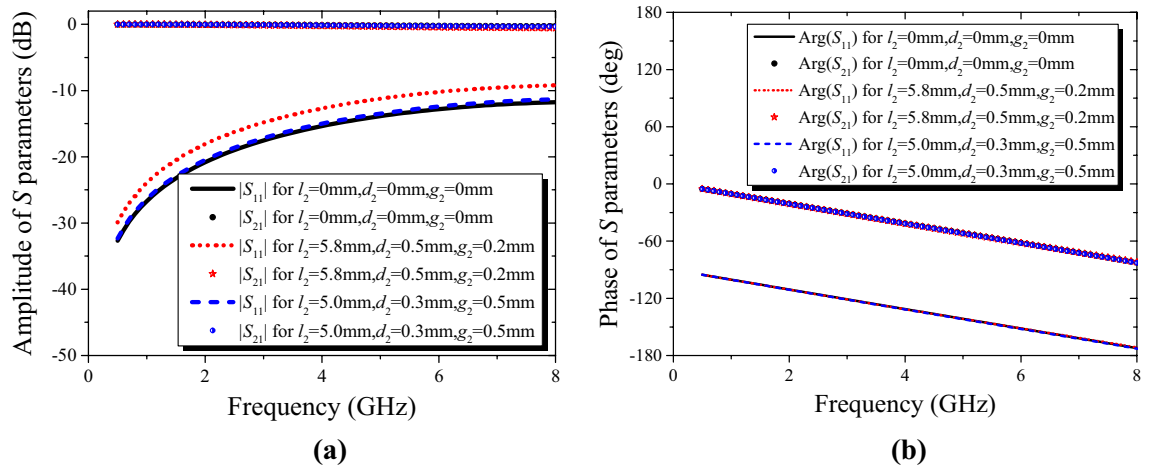 Amplitude of S parameters (dB)
0
-10
-20
-30
-40
-50
|S₁₁| for l₂=0mm,d₂=0mm,g₂=0mm
|S₂₁| for l₂=0mm,d₂=0mm,g₂=0mm
|S₁₁| for l₂=5.8mm,d₂=0.5mm,g₂=0.2mm
|S₂₁| for l₂=5.8mm,d₂=0.5mm,g₂=0.2mm
|S₁₁| for l₂=5.0mm,d₂=0.3mm,g₂=0.5mm
|S₂₁| for l₂=5.0mm,d₂=0.3mm,g₂=0.5mm
0 2 4 6 8
Frequency (GHz)
(a)
Phase of S parameters (deg)
180
120
60
0
-60
-120
-180
Arg(S₁₁) for l₂=0mm,d₂=0mm,g₂=0mm
Arg(S₂₁) for l₂=0mm,d₂=0mm,g₂=0mm
Arg(S₁₁) for l₂=5.8mm,d₂=0.5mm,g₂=0.2mm
Arg(S₂₁) for l₂=5.8mm,d₂=0.5mm,g₂=0.2mm
Arg(S₁₁) for l₂=5.0mm,d₂=0.3mm,g₂=0.5mm
Arg(S₂₁) for l₂=5.0mm,d₂=0.3mm,g₂=0.5mm
0 2 4 6 8
Frequency (GHz)
(b)